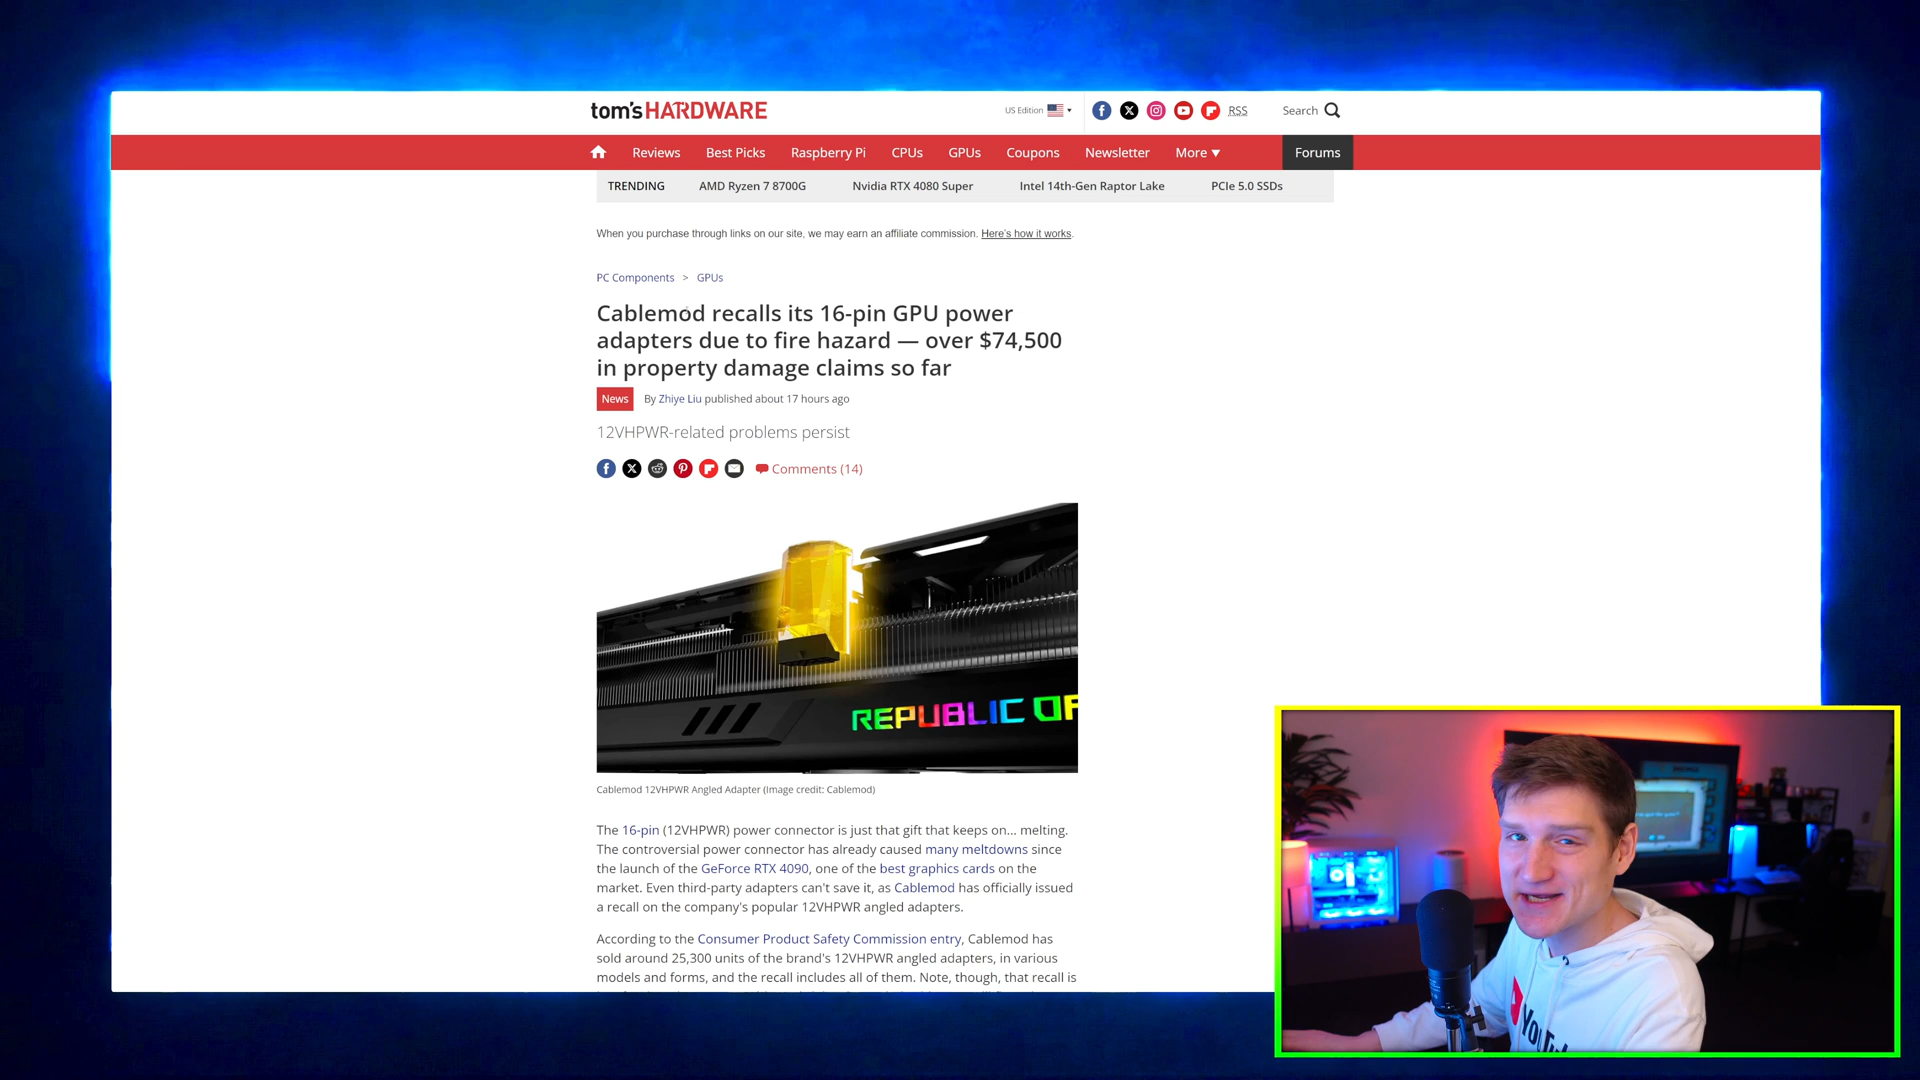 tom's HARDWARE
US Edition
RSS
Search
Reviews
Best Picks
Raspberry Pi
CPUs
GPUs
Coupons
Newsletter
More
Forums
TRENDING
AMD Ryzen 7 8700G
Nvidia RTX 4080 Super
Intel 14th-Gen Raptor Lake
PCIe 5.0 SSDs
When you purchase through links on our site, we may earn an affiliate commission. Here's how it works.
PC Components > GPUs
Cablemod recalls its 16-pin GPU power
adapters due to fire hazard — over $74,500
in property damage claims so far
News By Zhiye Liu published about 17 hours ago
12VHPWR-related problems persist
Comments (14)
REPUBLIC OF
Cablemod 12VHPWR Angled Adapter (Image credit: Cablemod)
The 16-pin (12VHPWR) power connector is just that gift that keeps on... melting.
The controversial power connector has already caused many meltdowns since
the launch of the GeForce RTX 4090, one of the best graphics cards on the
market. Even third-party adapters can't save it, as Cablemod has officially issued
a recall on the company's popular 12VHPWR angled adapters.
According to the Consumer Product Safety Commission entry, Cablemod has
sold around 25,300 units of the brand's 12VHPWR angled adapters, in various
models and forms, and the recall includes all of them. Note, though, that recall is
YouTu